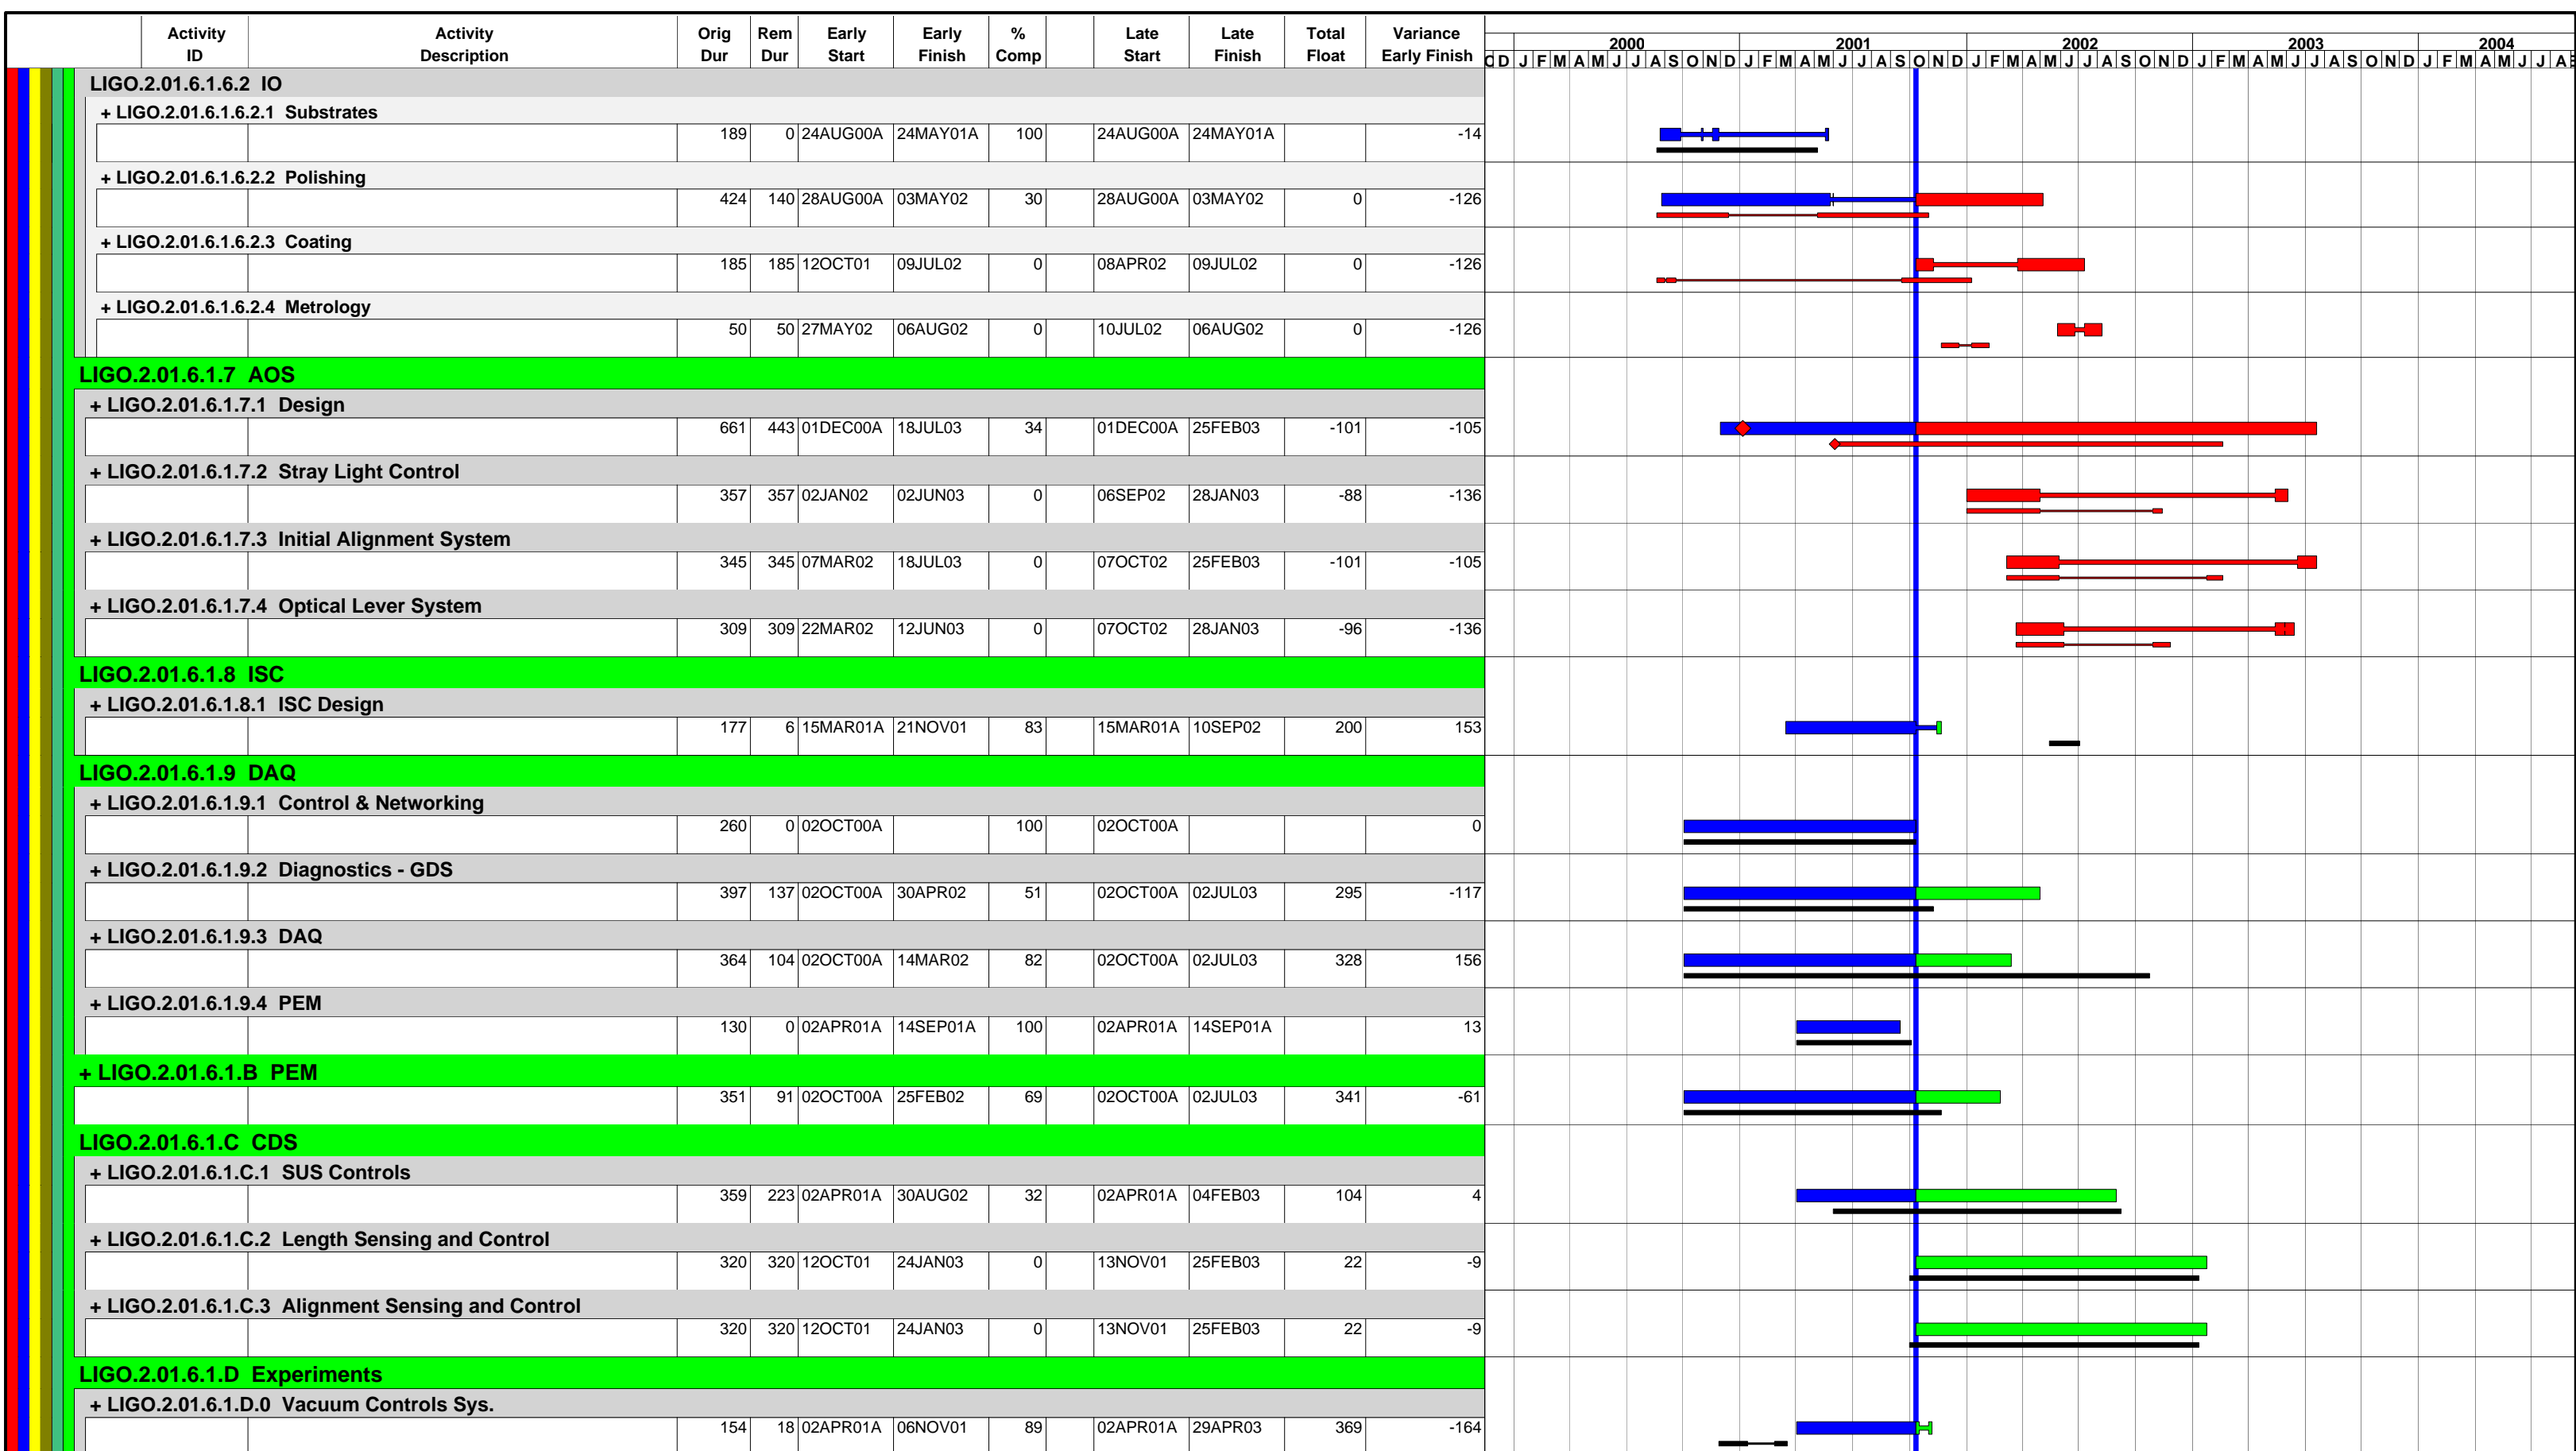 Activity Activity Orig Rem Early Early % Late Late Total Variance
ID Description Dur Dur Start Finish Comp Start Finish Float Early Finish
2000 2001 2002 2003 2004
O D J F M A M J J A S O N D J F M A M J J A S O N D J F M A M J J A S O N D J F M A M J J A S O N D J F M A M J J A S
LIGO.2.01.6.1.6.2 IO
+ LIGO.2.01.6.1.6.2.1 Substrates
189 0 24AUG00A 24MAY01A 100 24AUG00A 24MAY01A -14
+ LIGO.2.01.6.1.6.2.2 Polishing
424 140 28AUG00A 03MAY02 30 28AUG00A 03MAY02 0 -126
+ LIGO.2.01.6.1.6.2.3 Coating
185 185 12OCT01 09JUL02 0 08APR02 09JUL02 0 -126
+ LIGO.2.01.6.1.6.2.4 Metrology
50 50 27MAY02 06AUG02 0 10JUL02 06AUG02 0 -126
LIGO.2.01.6.1.7 AOS
+ LIGO.2.01.6.1.7.1 Design
661 443 01DEC00A 18JUL03 34 01DEC00A 25FEB03 -101 -105
+ LIGO.2.01.6.1.7.2 Stray Light Control
357 357 02JAN02 02JUN03 0 06SEP02 28JAN03 -88 -136
+ LIGO.2.01.6.1.7.3 Initial Alignment System
345 345 07MAR02 18JUL03 0 07OCT02 25FEB03 -101 -105
+ LIGO.2.01.6.1.7.4 Optical Lever System
309 309 22MAR02 12JUN03 0 07OCT02 28JAN03 -96 -136
LIGO.2.01.6.1.8 ISC
+ LIGO.2.01.6.1.8.1 ISC Design
177 6 15MAR01A 21NOV01 83 15MAR01A 10SEP02 200 153
LIGO.2.01.6.1.9 DAQ
+ LIGO.2.01.6.1.9.1 Control & Networking
260 0 02OCT00A 100 02OCT00A 0
+ LIGO.2.01.6.1.9.2 Diagnostics - GDS
397 137 02OCT00A 30APR02 51 02OCT00A 02JUL03 295 -117
+ LIGO.2.01.6.1.9.3 DAQ
364 104 02OCT00A 14MAR02 82 02OCT00A 02JUL03 328 156
+ LIGO.2.01.6.1.9.4 PEM
130 0 02APR01A 14SEP01A 100 02APR01A 14SEP01A 13
+ LIGO.2.01.6.1.B PEM
351 91 02OCT00A 25FEB02 69 02OCT00A 02JUL03 341 -61
LIGO.2.01.6.1.C CDS
+ LIGO.2.01.6.1.C.1 SUS Controls
359 223 02APR01A 30AUG02 32 02APR01A 04FEB03 104 4
+ LIGO.2.01.6.1.C.2 Length Sensing and Control
320 320 12OCT01 24JAN03 0 13NOV01 25FEB03 22 -9
+ LIGO.2.01.6.1.C.3 Alignment Sensing and Control
320 320 12OCT01 24JAN03 0 13NOV01 25FEB03 22 -9
LIGO.2.01.6.1.D Experiments
+ LIGO.2.01.6.1.D.0 Vacuum Controls Sys.
154 18 02APR01A 06NOV01 89 02APR01A 29APR03 369 -164